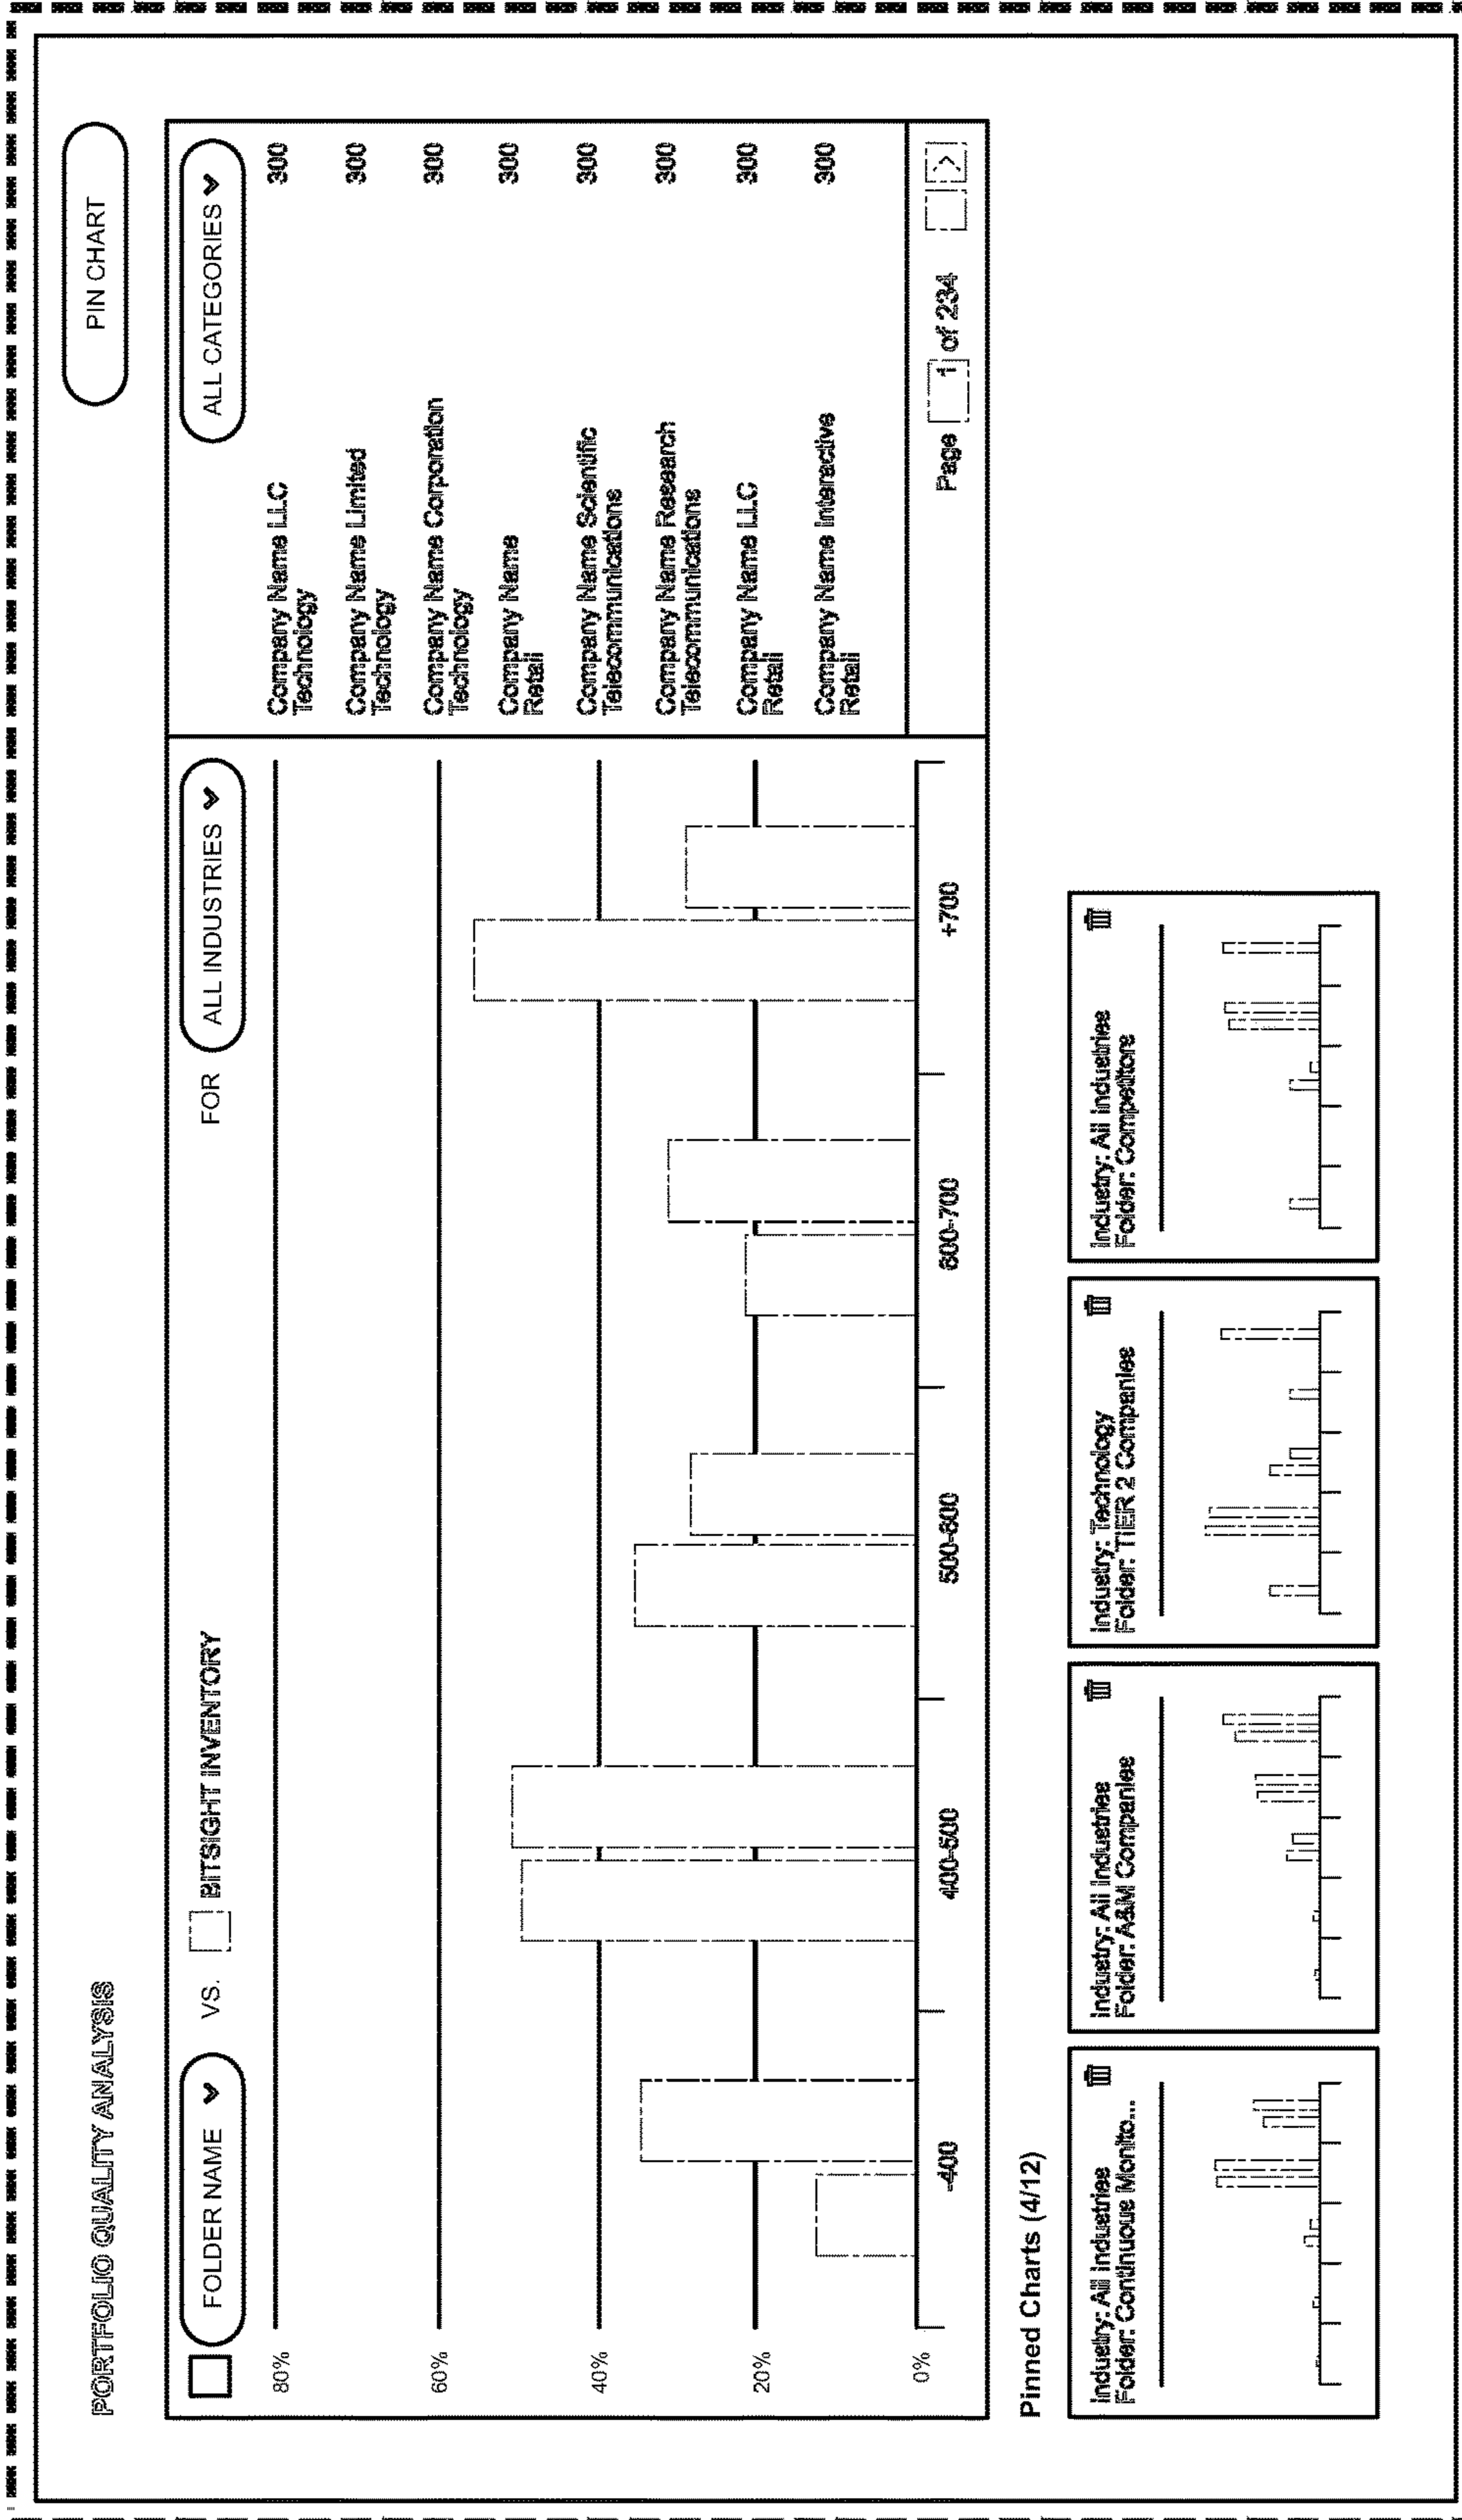 PORTFOLIO QUALITY ANALYSIS
PIN CHART
FOLDER NAME VS. BITSIGHT INVENTORY FOR ALL INDUSTRIES
ALL CATEGORIES
80%
60%
40%
20%
0%
-400
400-500
500-600
600-700
+700
Company Name LLC 300
Technology
Company Name Limited 300
Technology
Company Name Corporation 300
Technology
Company Name 300
Retail
Company Name Scientific 300
Telecommunications
Company Name Research 300
Telecommunications
Company Name LLC 300
Retail
Company Name Interactive 300
Retail
Page 1 of 234 >
Pinned Charts (4/12)
Industry: All Industries
Folder: Continuous Monito...
Industry: All Industries
Folder: A&M Companies
Industry: Technology
Folder: TIER 2 Companies
Industry: All Industries
Folder: Competitors